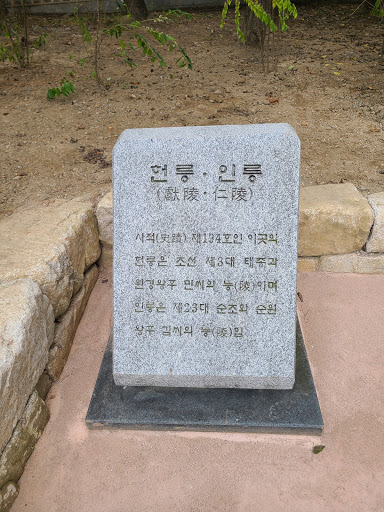 헌릉·인릉
(獻陵·仁陵)
사적(史蹟) 제194호인 이곳의
헌릉은 조선 제3대 태종과
원경왕후 민씨의 능(陵)이며
인릉은 제23대 순조와 순원
왕후 김씨의 능(陵)임